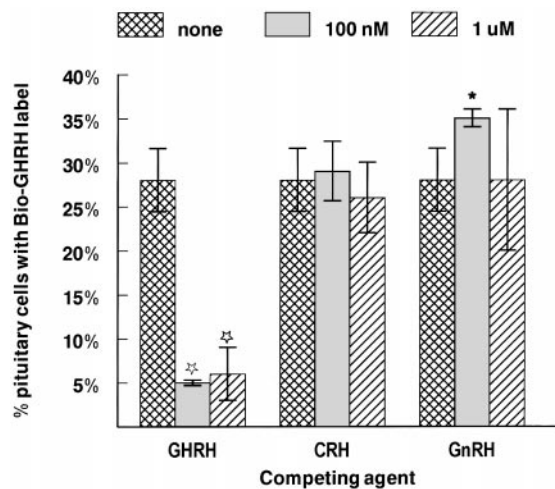 none 100 nM 1 uM
% pituitary cells with Bio-GHRH label
40%
35%
30%
25%
20%
15%
10%
5%
GHRH CRH GnRH
Competing agent